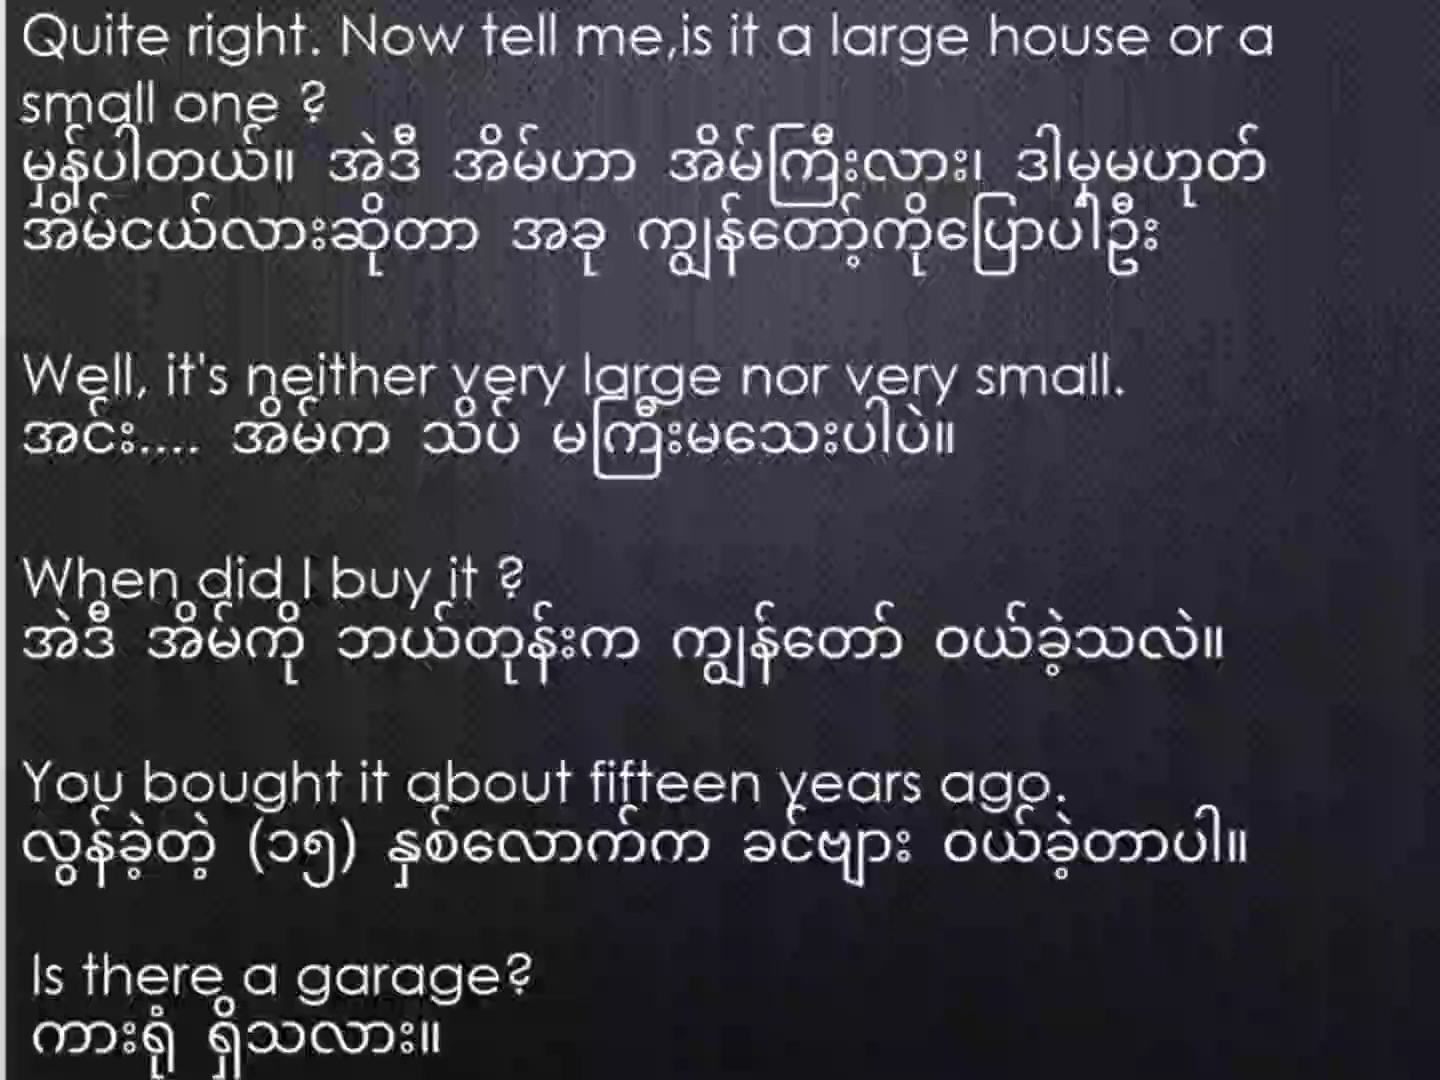 Quite right. Now tell me,is it a large house or a
small one ?
မှန်ပါတယ်။ အဲဒီ အိမ်ဟာ အိမ်ကြီးလား၊ ဒါမှမဟုတ်
အိမ်ငယ်လားဆိုတာ အခု ကျွန်တော့်ကိုပြောပါဦး
Well, it's neither very large nor very small.
အင်း.... အိမ်က သိပ် မကြီးမသေးပါပဲ။
When did I buy it ?
အဲဒီ အိမ်ကို ဘယ်တုန်းက ကျွန်တော် ဝယ်ခဲ့သလဲ။
You bought it about fifteen years ago.
လွန်ခဲ့တဲ့ (၁၅) နှစ်လောက်က ခင်ဗျား ဝယ်ခဲ့တာပါ။
Is there a garage?
ကားရုံ ရှိသလား။